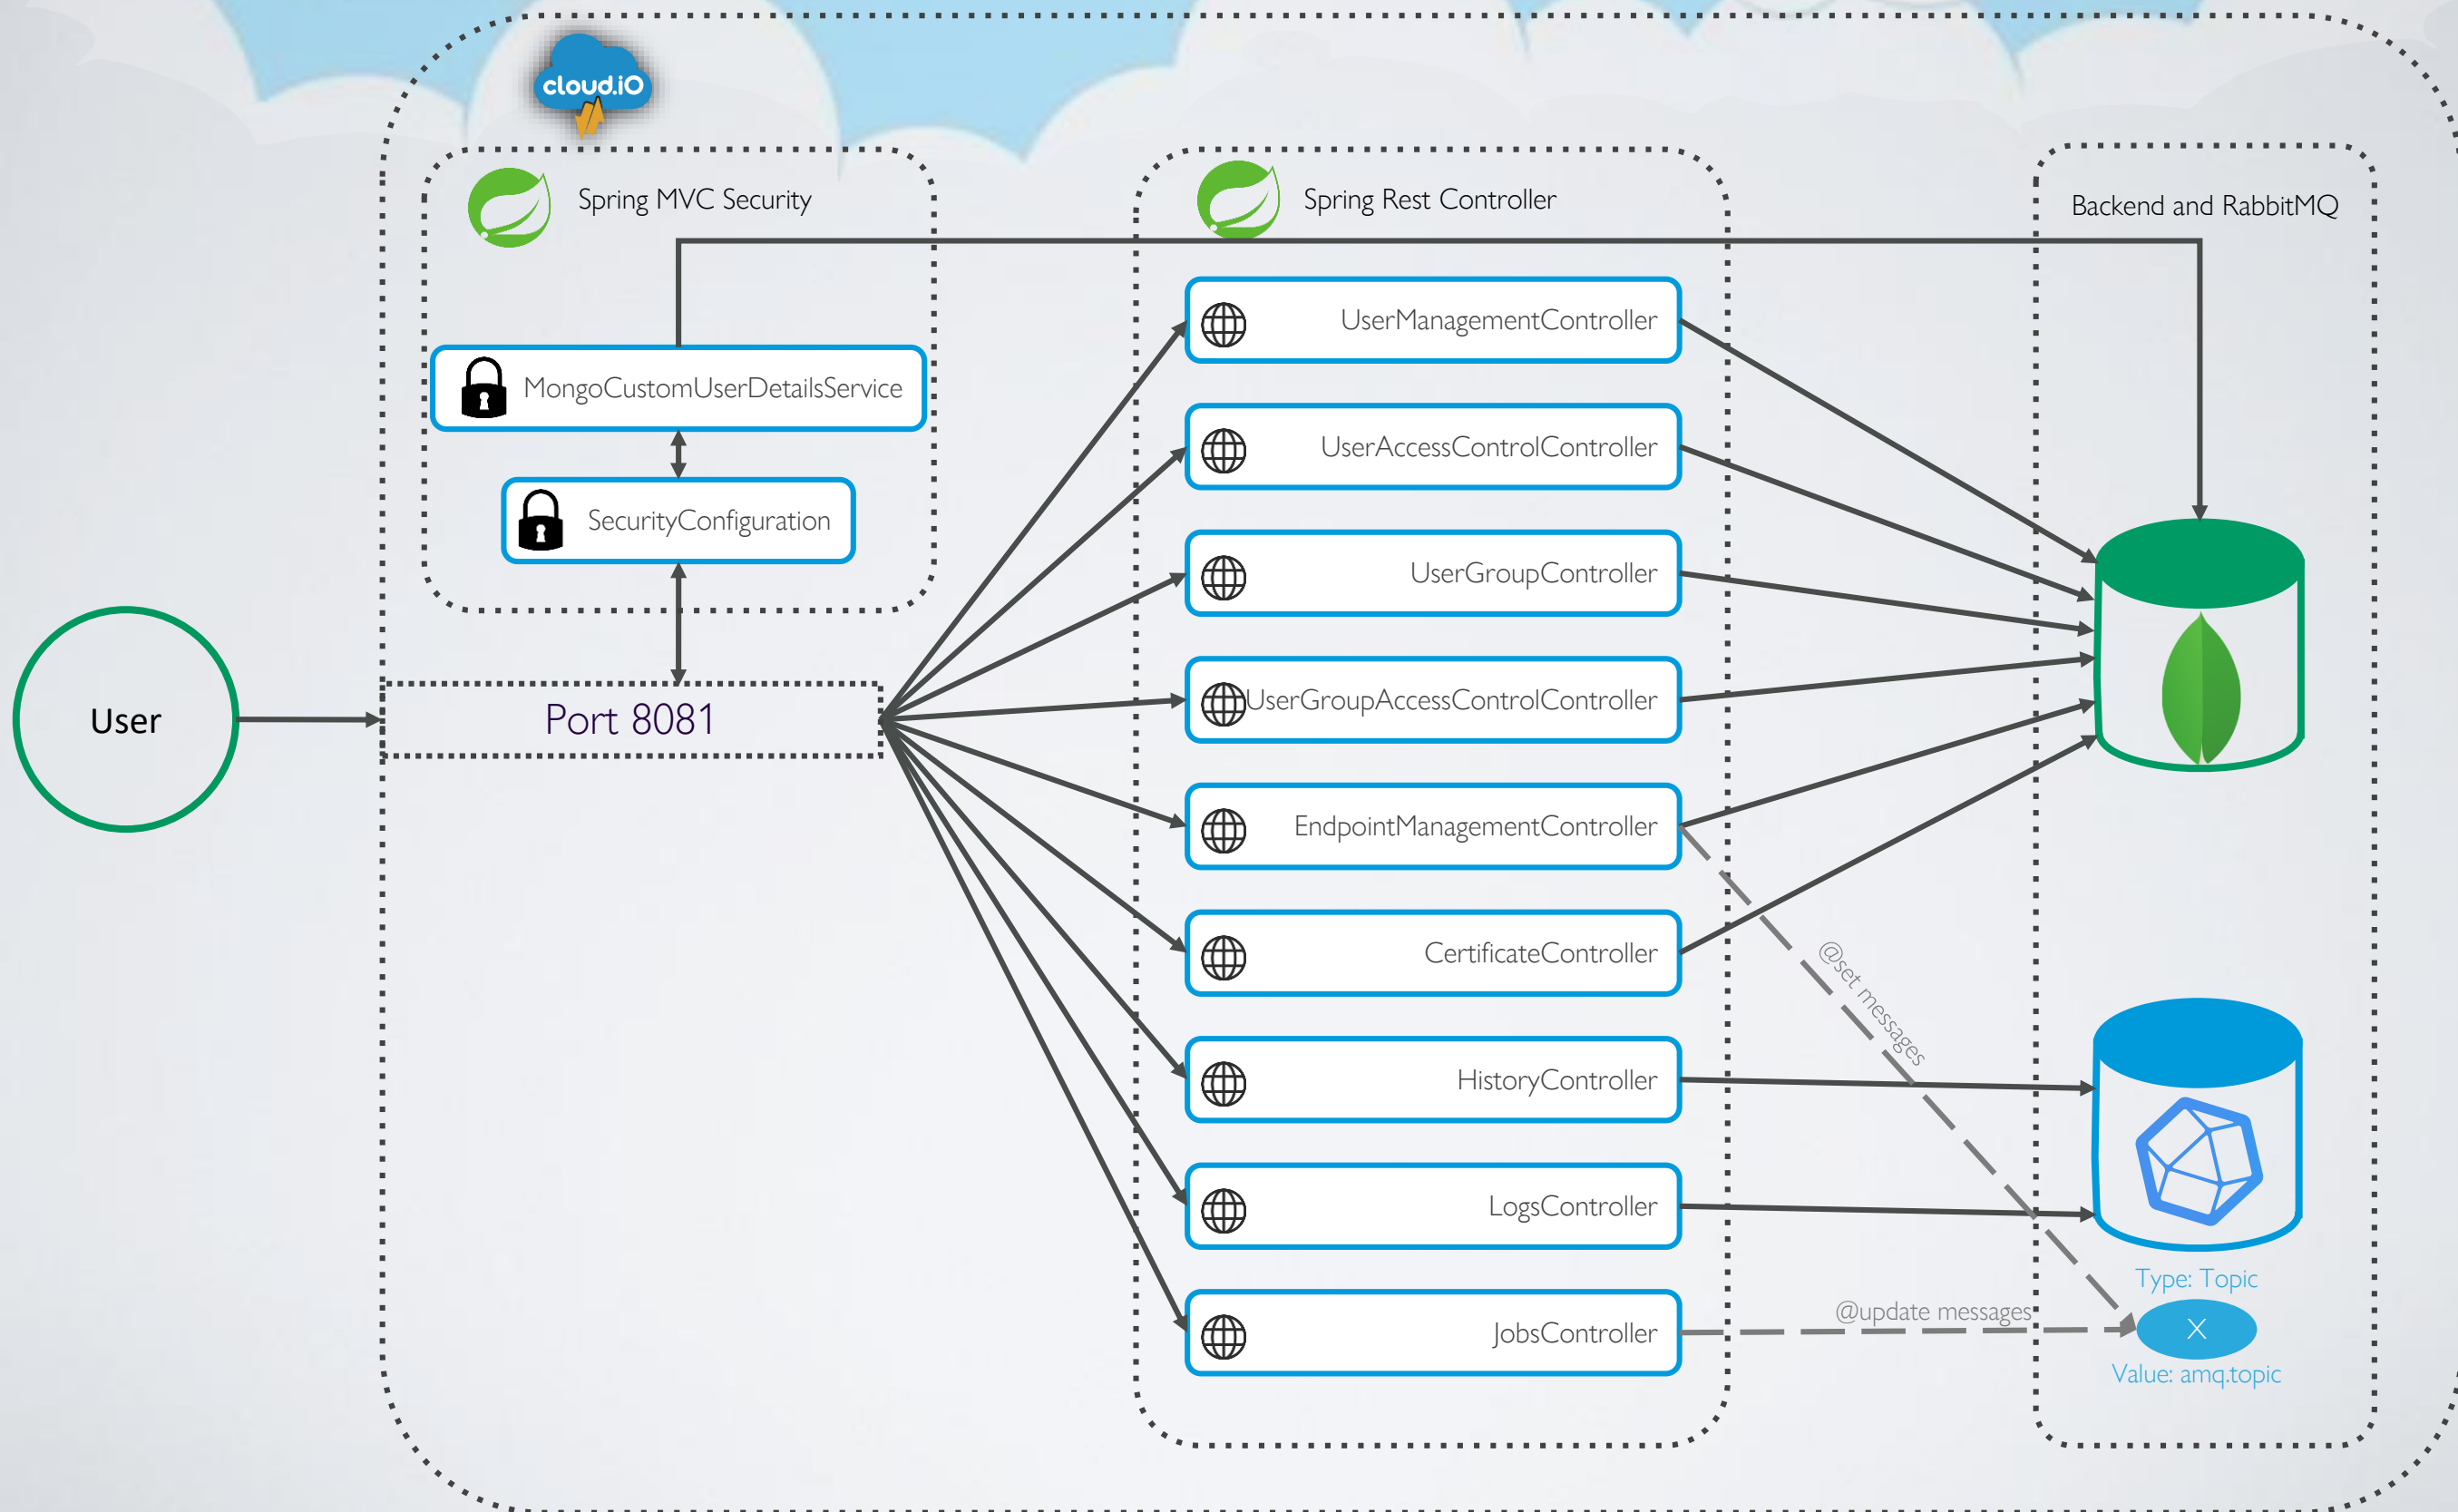 cloud.iO
Spring MVC Security
Spring Rest Controller
Backend and RabbitMQ
UserManagementController
MongoCustomUserDetailsService
UserAccessControlController
SecurityConfiguration
UserGroupController
User
Port 8081
UserGroupAccessControlController
EndpointManagementController
CertificateController
@set messages
HistoryController
LogsController
Type: Topic
@update messages
JobsController
X
Value: amq.topic